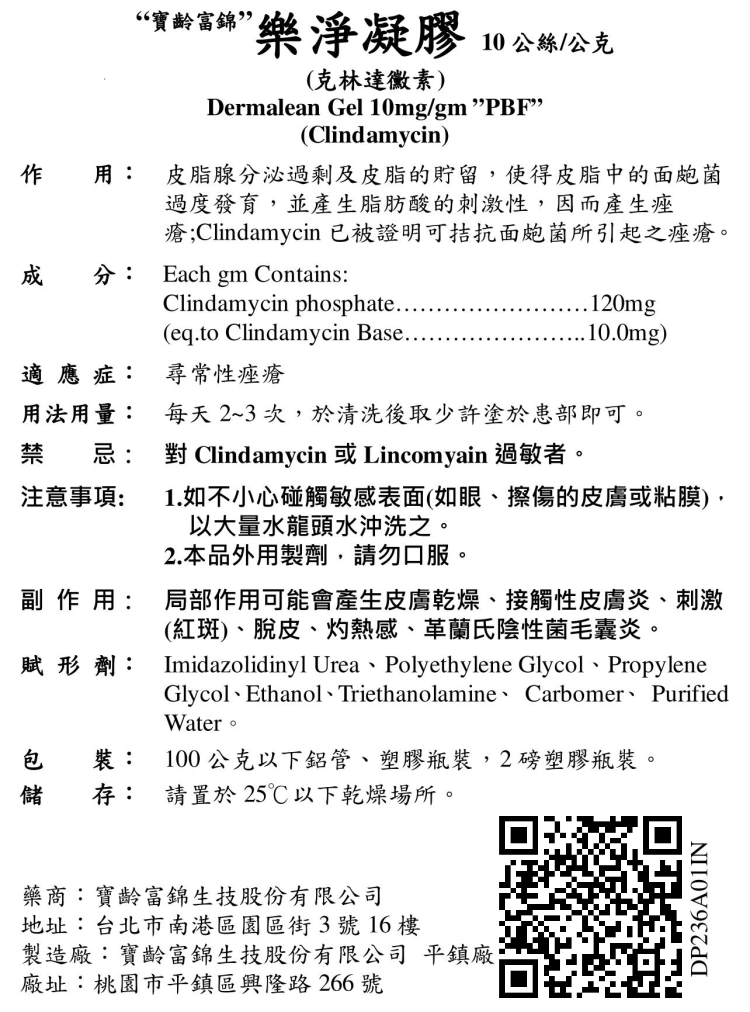 “寶齡富錦”樂淨凝膠 10 公絲/公克
(克林達黴素)
Dermalean Gel 10mg/gm ”PBF”
(Clindamycin)
作 用： 皮脂腺分泌過剩及皮脂的貯留，使得皮脂中的面皰菌
過度發育，並產生脂肪酸的刺激性，因而產生痤
瘡;Clindamycin 已被證明可拮抗面皰菌所引起之痤瘡。
成 分： Each gm Contains:
Clindamycin phosphate……………………120mg
(eq.to Clindamycin Base…………………..10.0mg)
適 應 症： 尋常性痤瘡
用法用量： 每天 2~3 次，於清洗後取少許塗於患部即可。
禁 忌： 對 Clindamycin 或 Lincomyain 過敏者。
注意事項: 1.如不小心碰觸敏感表面(如眼、擦傷的皮膚或粘膜)，
以大量水龍頭水沖洗之。
2.本品外用製劑，請勿口服。
副 作 用： 局部作用可能會產生皮膚乾燥、接觸性皮膚炎、刺激
(紅斑)、脫皮、灼熱感、革蘭氏陰性菌毛囊炎。
賦 形 劑： Imidazolidinyl Urea、Polyethylene Glycol、Propylene
Glycol、Ethanol、Triethanolamine、 Carbomer、 Purified
Water。
包 裝： 100 公克以下鋁管、塑膠瓶裝，2 磅塑膠瓶裝。
儲 存： 請置於 25℃以下乾燥場所。
藥商：寶齡富錦生技股份有限公司
地址：台北市南港區園區街 3 號 16 樓
製造廠：寶齡富錦生技股份有限公司 平鎮廠
廠址：桃園市平鎮區興隆路 266 號
DP236A01IN